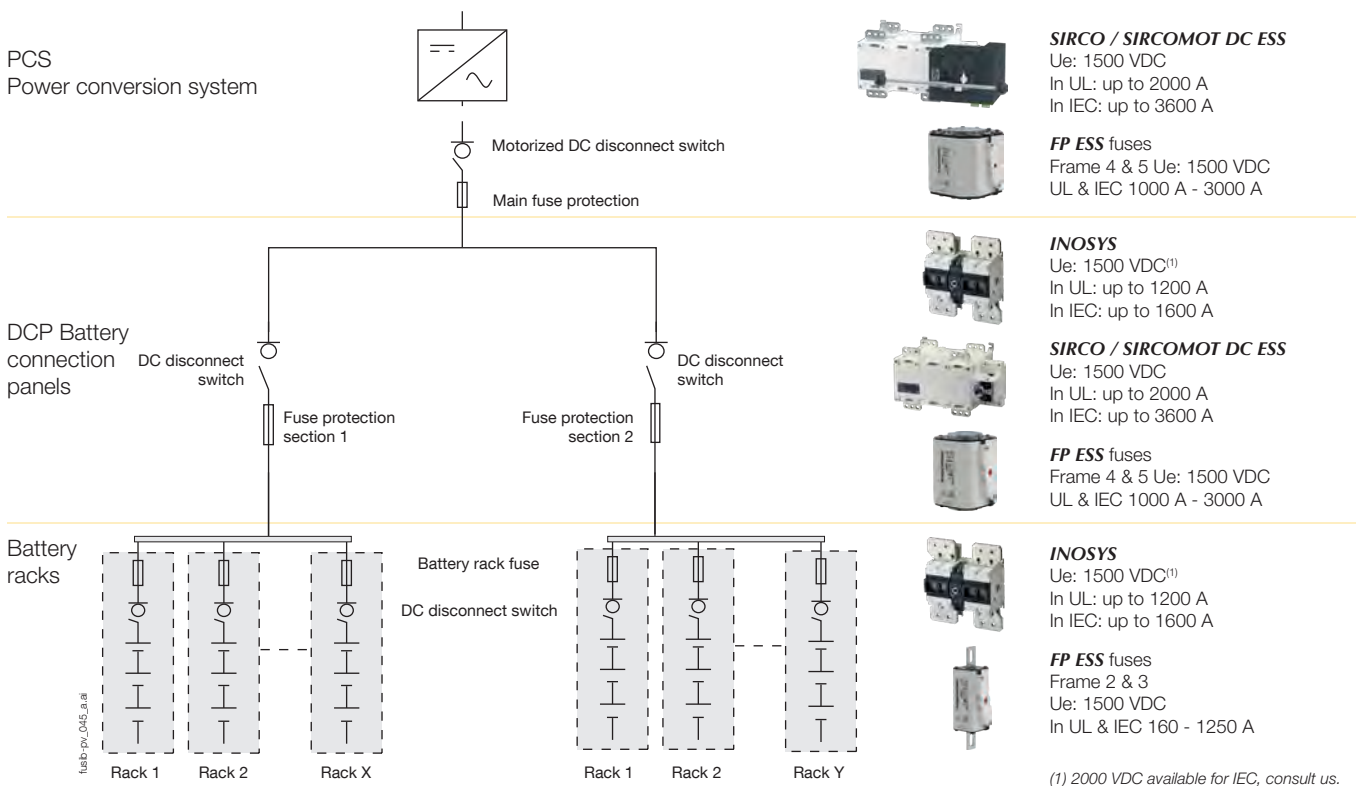 PCS
Power conversion system
Motorized DC disconnect switch
Main fuse protection
SIRCO / SIRCOMOT DC ESS
Ue: 1500 VDC
In UL: up to 2000 A
In IEC: up to 3600 A
FP ESS fuses
Frame 4 & 5 Ue: 1500 VDC
UL & IEC 1000 A - 3000 A
DCP Battery
connection
panels
DC disconnect
switch
Fuse protection
section 1
DC disconnect
switch
Fuse protection
section 2
INOSYS
Ue: 1500 VDC(1)
In UL: up to 1200 A
In IEC: up to 1600 A
SIRCO / SIRCOMOT DC ESS
Ue: 1500 VDC
In UL: up to 2000 A
In IEC: up to 3600 A
FP ESS fuses
Frame 4 & 5 Ue: 1500 VDC
UL & IEC 1000 A - 3000 A
Battery
racks
Battery rack fuse
DC disconnect switch
Rack 1
Rack 2
Rack X
Rack 1
Rack 2
Rack Y
fusib-pv_045_a.ai
INOSYS
Ue: 1500 VDC(1)
In UL: up to 1200 A
In IEC: up to 1600 A
FP ESS fuses
Frame 2 & 3
Ue: 1500 VDC
In UL & IEC 160 - 1250 A
(1) 2000 VDC available for IEC, consult us.